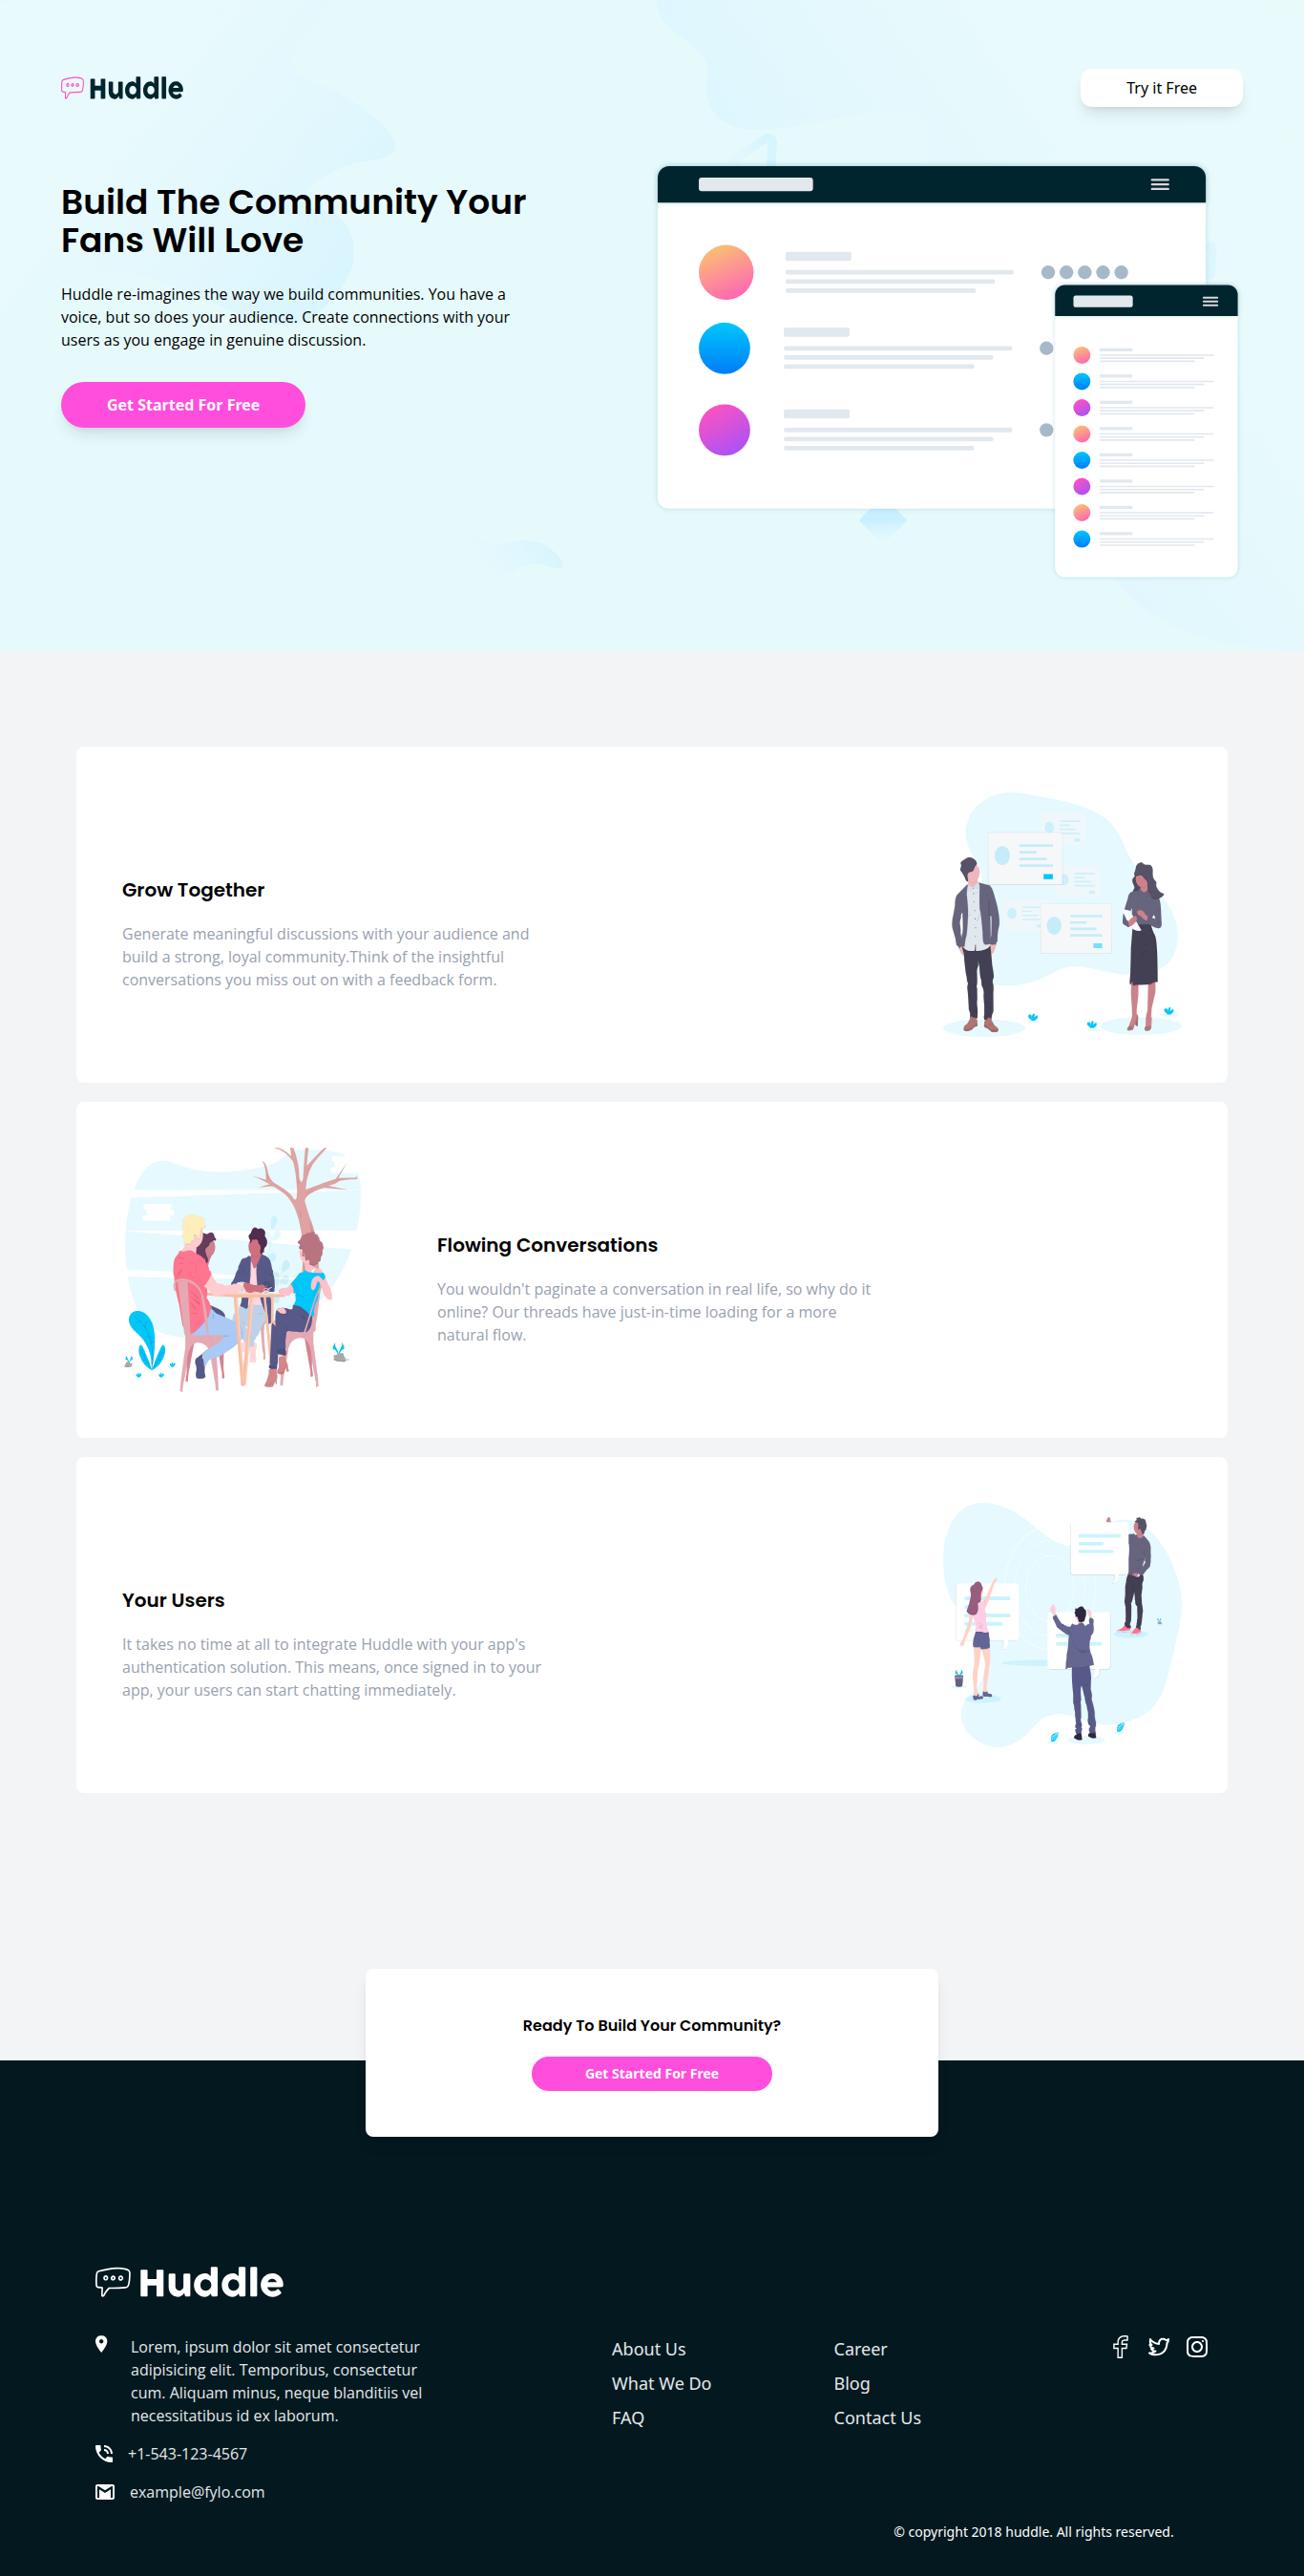 Huddle
Try it Free
Build The Community Your
Fans Will Love
Huddle re-imagines the way we build communities. You have a
voice, but so does your audience. Create connections with your
users as you engage in genuine discussion.
Get Started For Free
Grow Together
Generate meaningful discussions with your audience and
build a strong, loyal community.Think of the insightful
conversations you miss out on with a feedback form.
Flowing Conversations
You wouldn't paginate a conversation in real life, so why do it
online? Our threads have just-in-time loading for a more
natural flow.
Your Users
It takes no time at all to integrate Huddle with your app's
authentication solution. This means, once signed in to your
app, your users can start chatting immediately.
Ready To Build Your Community?
Get Started For Free
Huddle
Lorem, ipsum dolor sit amet consectetur
adipisicing elit. Temporibus, consectetur
cum. Aliquam minus, neque blanditiis vel
necessitatibus id ex laborum.
+1-543-123-4567
example@fylo.com
About Us
What We Do
FAQ
Career
Blog
Contact Us
© copyright 2018 huddle. All rights reserved.